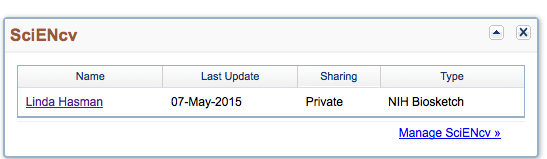 SciENcv
Name Last Update Sharing Type
Linda Hasman 07-May-2015 Private NIH Biosketch
Manage SciENcv »